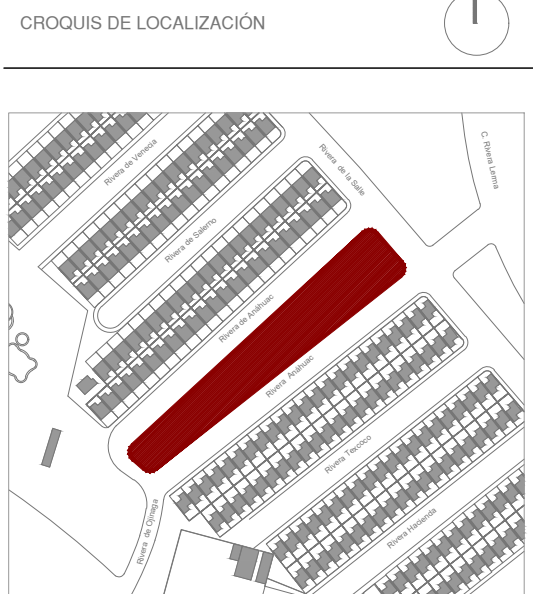 CROQUIS DE LOCALIZACIÓN
Rivera de Venecia
Rivera de la Salle
C. Rivera Lerma
Rivera de Salerno
Rivera de Anáhuac
Rivera Anáhuac
Rivera Texcoco
Rivera de Ojinaga
Rivera Hacienda